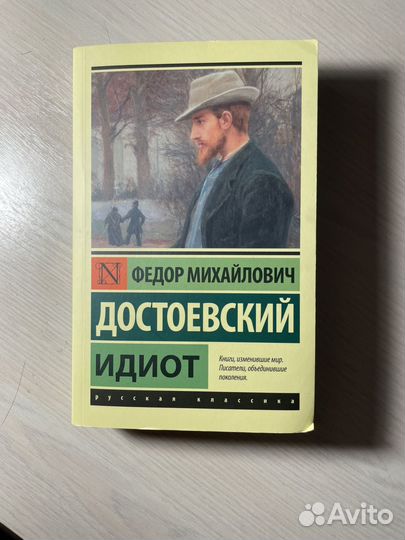 ФЕДОР МИХАЙЛОВИЧ
ДОСТОЕВСКИЙ
ИДИОТ
Книги, изменившие мир.
Писатели, объединившие
поколения.
русская классика
Avito